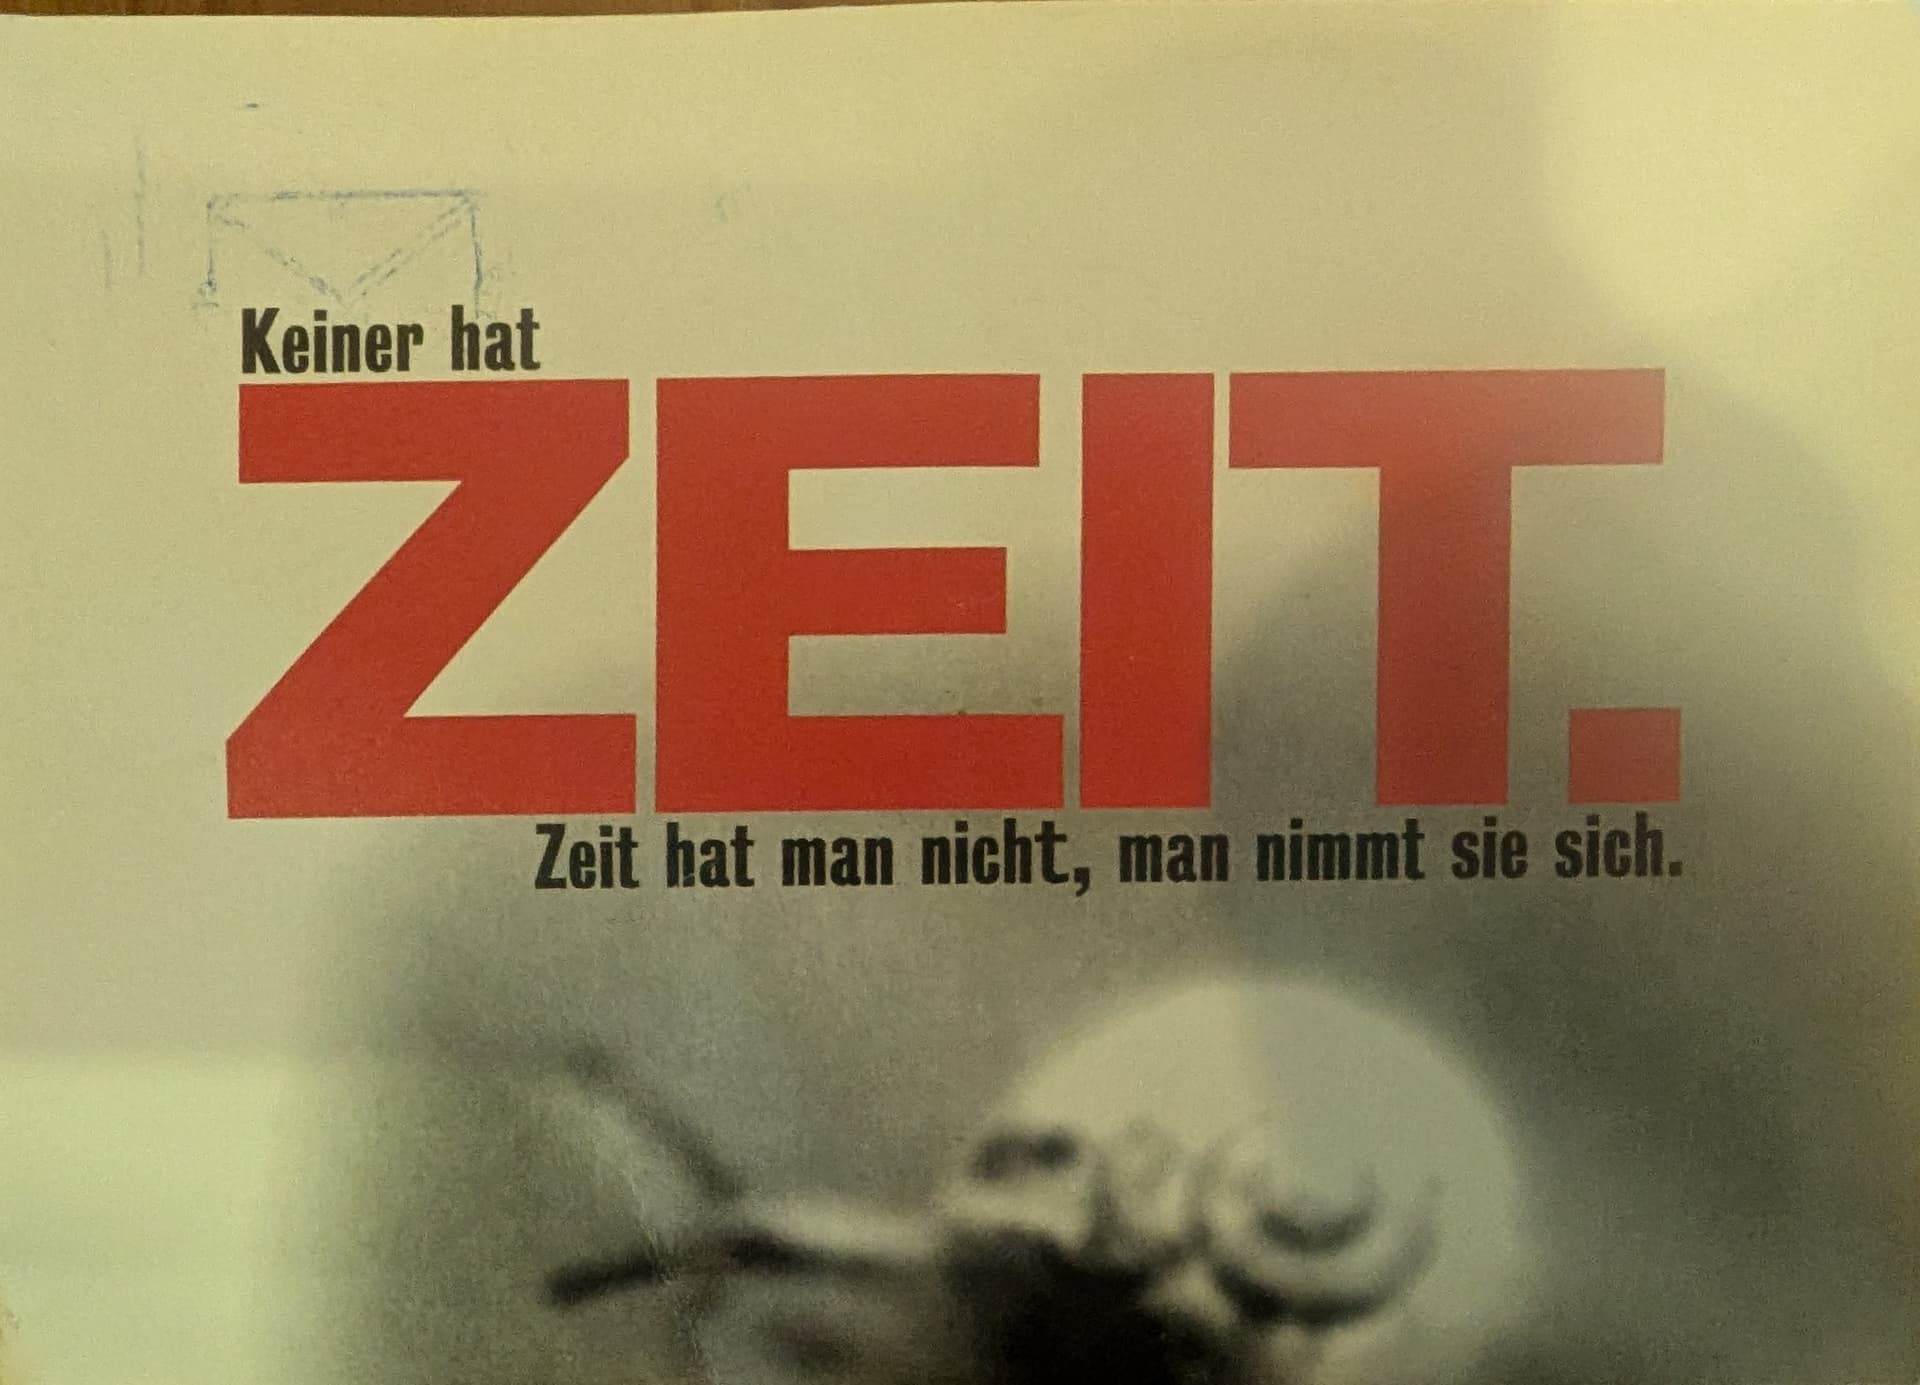 Keiner hat
ZEIT.
Zeit hat man nicht, man nimmt sie sich.